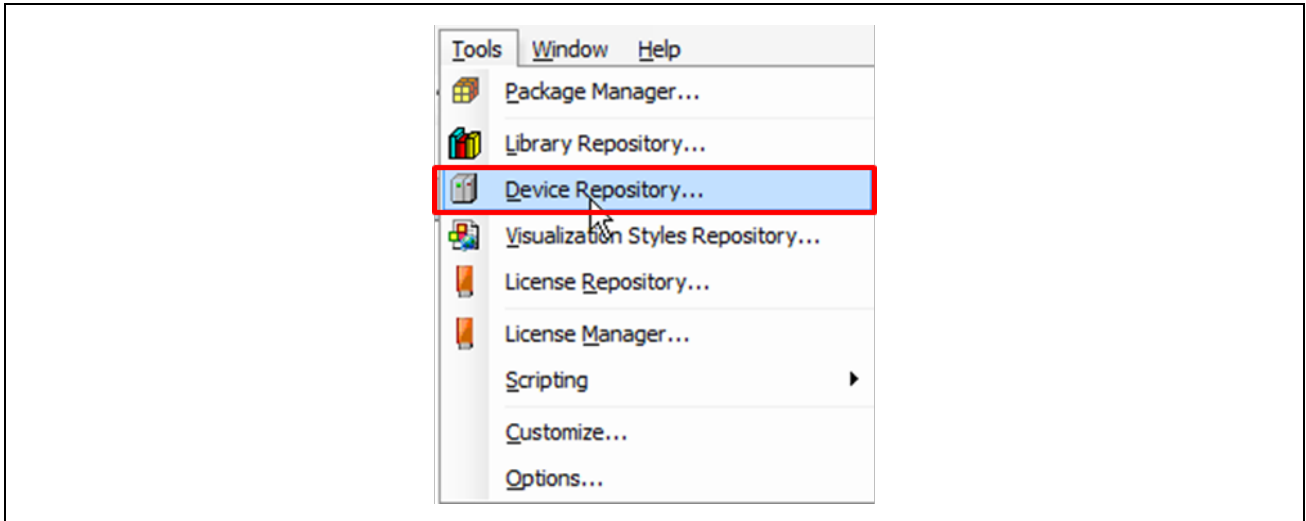 Tools Window Help
Package Manager...
Library Repository...
Device Repository...
Visualization Styles Repository...
License Repository...
License Manager...
Scripting
Customize...
Options...